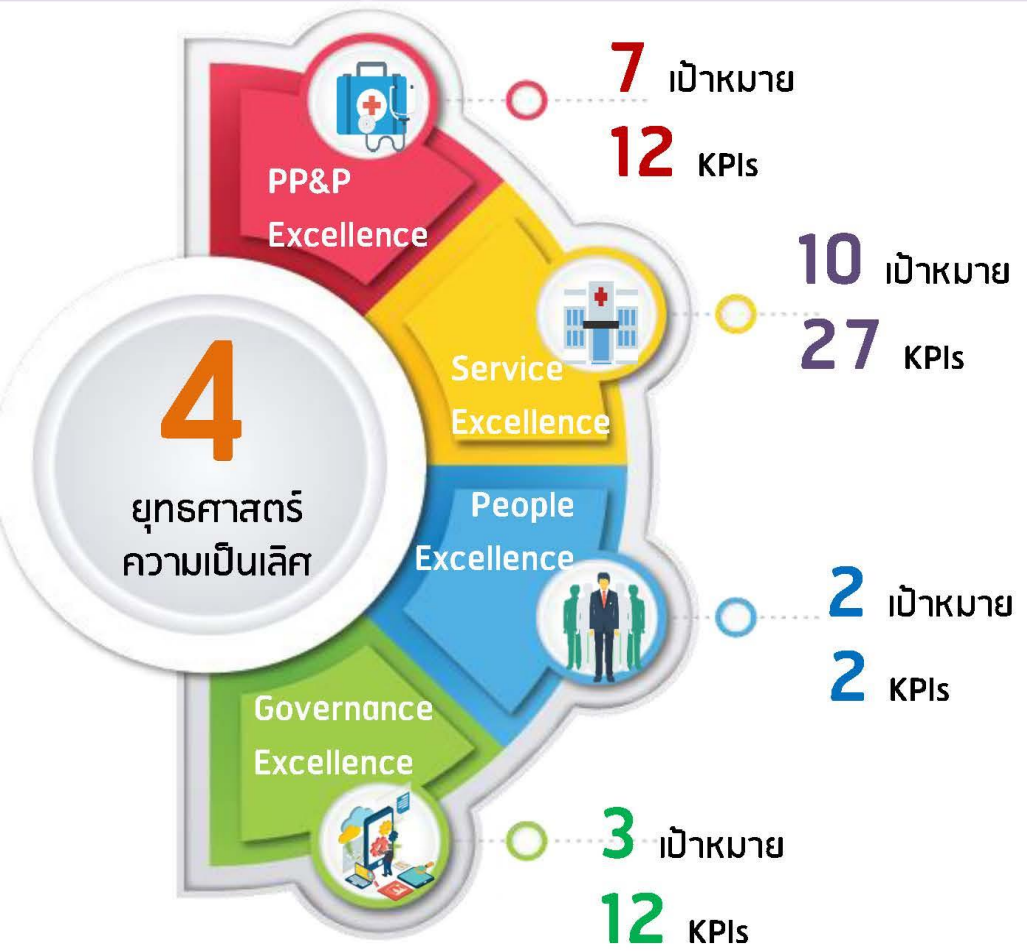 7 เป้าหมาย
12 KPIs
PP&P
Excellence
10 เป้าหมาย
27 KPIs
Service
Excellence
4
ยุทธศาสตร์
ความเป็นเลิศ
People
Excellence
2 เป้าหมาย
2 KPIs
Governance
Excellence
3 เป้าหมาย
12 KPIs